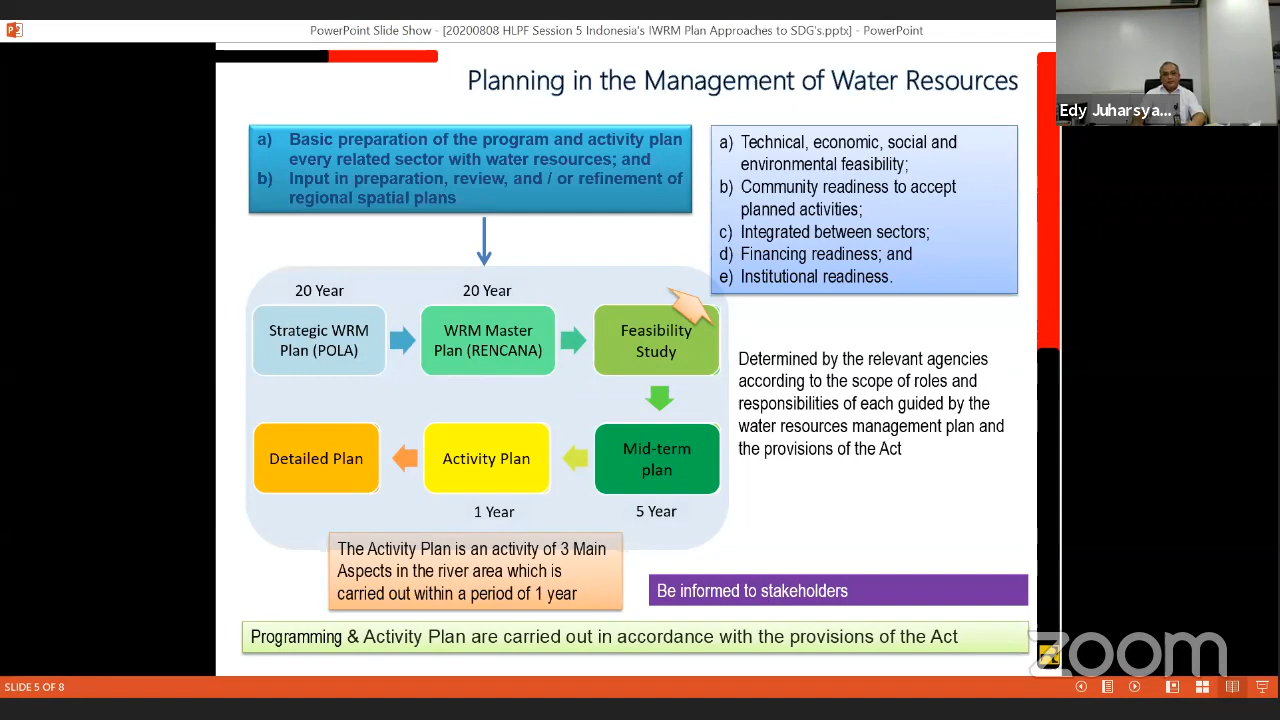 PowerPoint Slide Show - [20200808 HLPF Session 5 Indonesia's IWRM Plan Approaches to SDG's.pptx] - PowerPoint
Edy Juharsya...
Planning in the Management of Water Resources
a) Basic preparation of the program and activity plan
every related sector with water resources; and
b) Input in preparation, review, and / or refinement of
regional spatial plans
a) Technical, economic, social and
environmental feasibility;
b) Community readiness to accept
planned activities;
c) Integrated between sectors;
d) Financing readiness; and
e) Institutional readiness.
20 Year
20 Year
Strategic WRM
Plan (POLA)
WRM Master
Plan (RENCANA)
Feasibility
Study
Determined by the relevant agencies
according to the scope of roles and
responsibilities of each guided by the
water resources management plan and
the provisions of the Act
Detailed Plan
Activity Plan
Mid-term
plan
1 Year
5 Year
The Activity Plan is an activity of 3 Main
Aspects in the river area which is
carried out within a period of 1 year
Be informed to stakeholders
Programming & Activity Plan are carried out in accordance with the provisions of the Act
zoom
SLIDE 5 OF 8